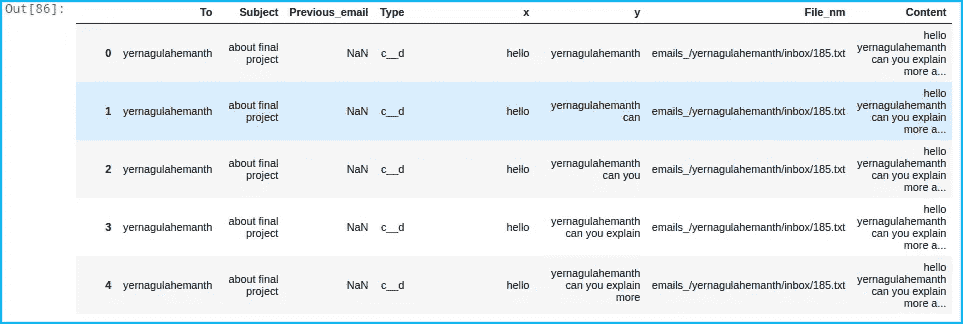 Out[86]:
To Subject Previous_email Type x y File_nm Content
0 yernagulahemanth about final project NaN c__d hello yernagulahemanth emails_/yernagulahemanth/inbox/185.txt hello yernagulahemanth can you explain more a...
1 yernagulahemanth about final project NaN c__d hello yernagulahemanth can emails_/yernagulahemanth/inbox/185.txt hello yernagulahemanth can you explain more a...
2 yernagulahemanth about final project NaN c__d hello yernagulahemanth can you emails_/yernagulahemanth/inbox/185.txt hello yernagulahemanth can you explain more a...
3 yernagulahemanth about final project NaN c__d hello yernagulahemanth can you explain emails_/yernagulahemanth/inbox/185.txt hello yernagulahemanth can you explain more a...
4 yernagulahemanth about final project NaN c__d hello yernagulahemanth can you explain more emails_/yernagulahemanth/inbox/185.txt hello yernagulahemanth can you explain more a...